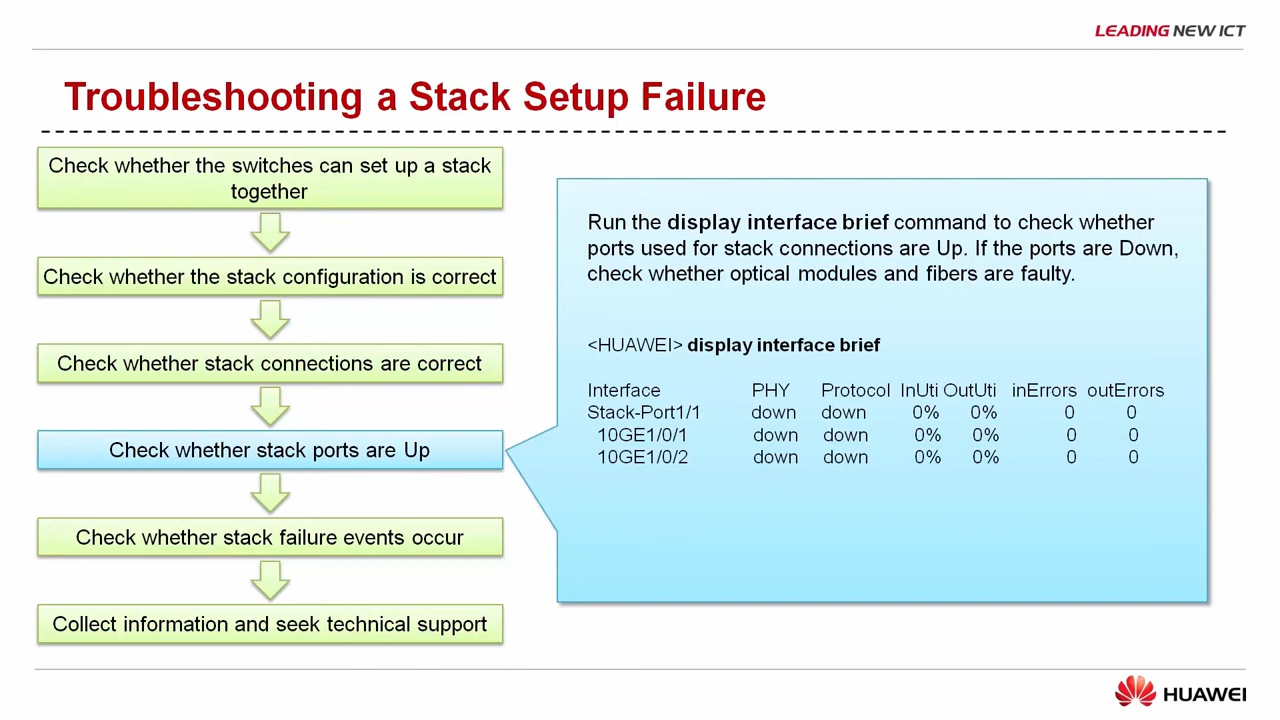 LEADING NEW ICT
Troubleshooting a Stack Setup Failure
Check whether the switches can set up a stack
together
Check whether the stack configuration is correct
Check whether stack connections are correct
Check whether stack ports are Up
Check whether stack failure events occur
Collect information and seek technical support
Run the display interface brief command to check whether
ports used for stack connections are Up. If the ports are Down,
check whether optical modules and fibers are faulty.
<HUAWEI> display interface brief
Interface PHY Protocol InUti OutUti inErrors outErrors
Stack-Port1/1 down down 0% 0% 0 0
10GE1/0/1 down down 0% 0% 0 0
10GE1/0/2 down down 0% 0% 0 0
HUAWEI